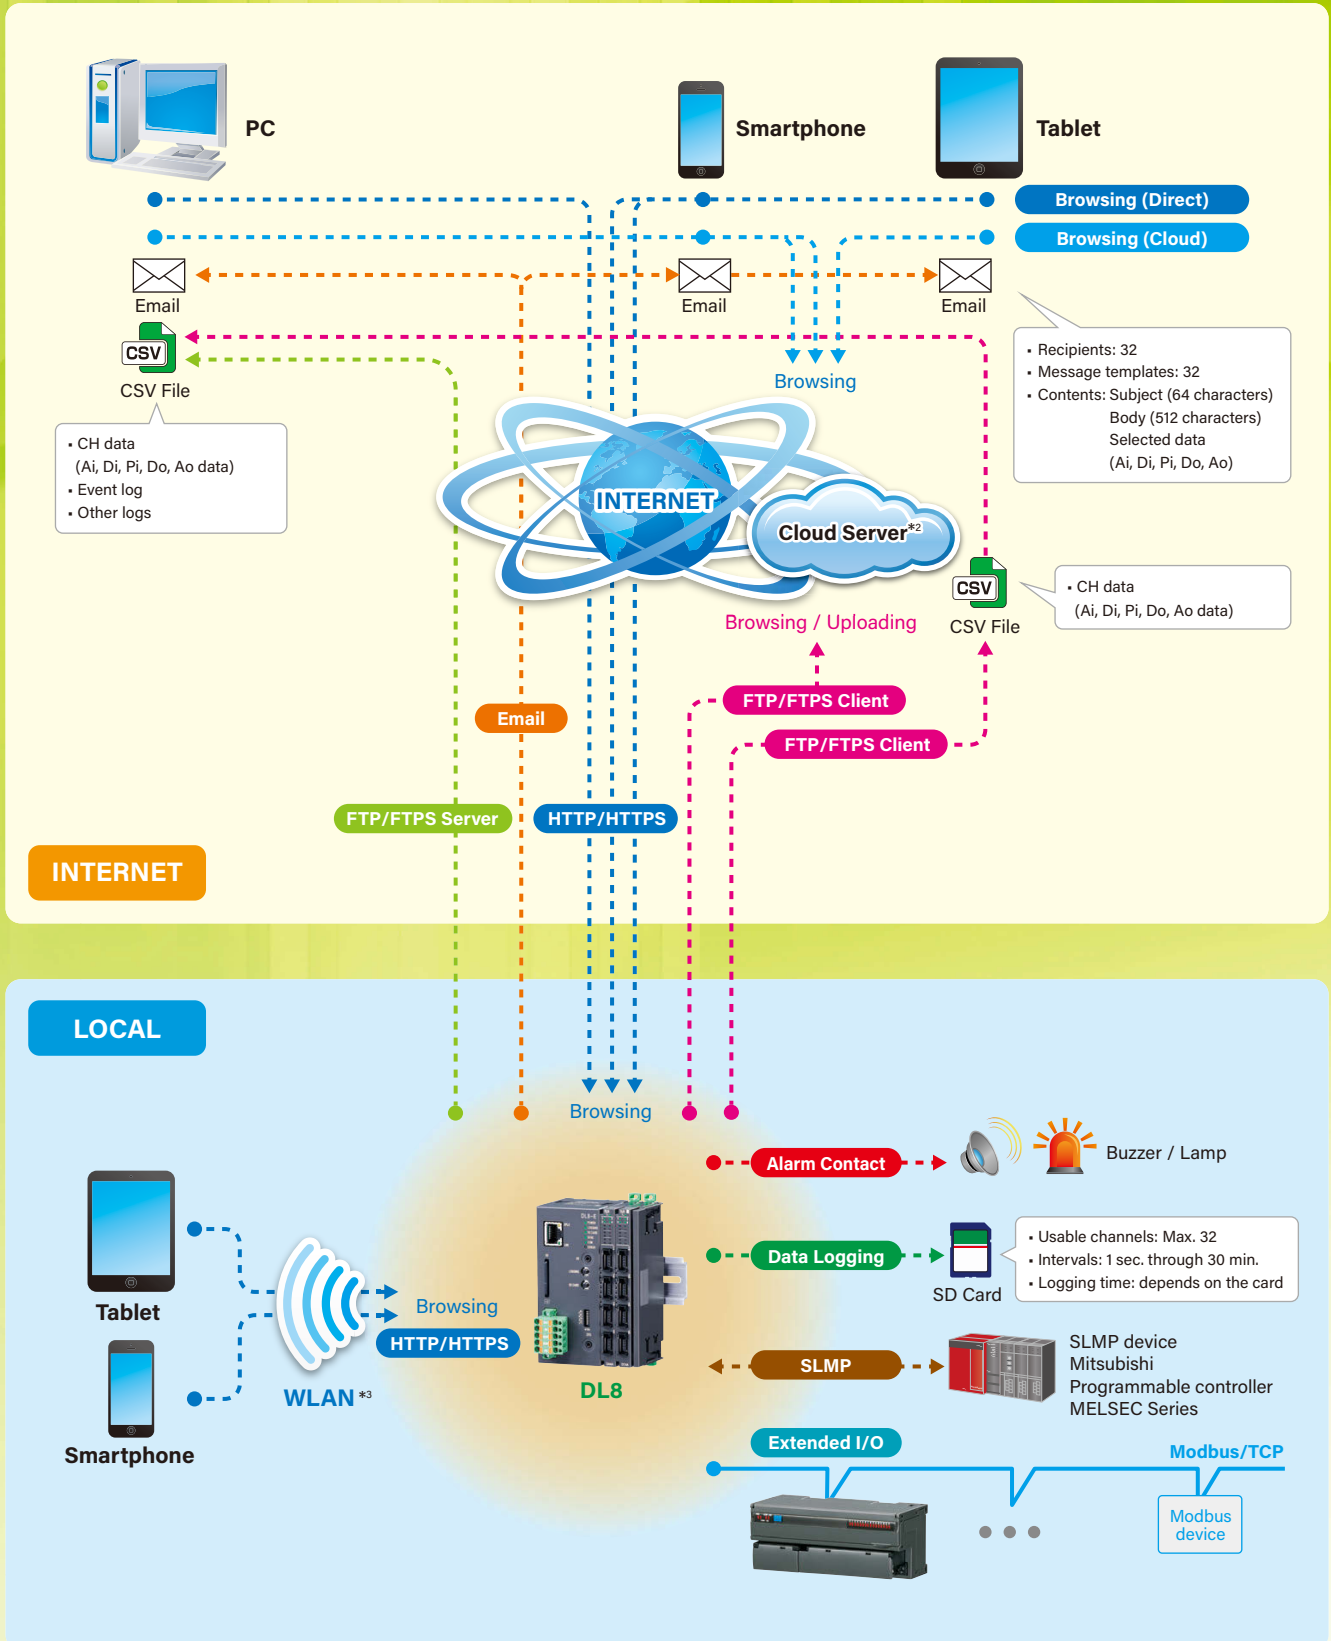 PC
Smartphone
Tablet
Browsing (Direct)
Browsing (Cloud)
Email
Email
Email
CSV
CSV File
Browsing
▪ Recipients: 32
▪ Message templates: 32
▪ Contents: Subject (64 characters)
Body (512 characters)
Selected data
(Ai, Di, Pi, Do, Ao)
▪ CH data
(Ai, Di, Pi, Do, Ao data)
▪ Event log
▪ Other logs
INTERNET
Cloud Server*2
CSV
CSV File
▪ CH data
(Ai, Di, Pi, Do, Ao data)
Browsing / Uploading
FTP/FTPS Client
Email
FTP/FTPS Client
FTP/FTPS Server
HTTP/HTTPS
INTERNET
LOCAL
Browsing
Alarm Contact
Buzzer / Lamp
Data Logging
SD Card
▪ Usable channels: Max. 32
▪ Intervals: 1 sec. through 30 min.
▪ Logging time: depends on the card
Tablet
Browsing
HTTP/HTTPS
WLAN *3
Smartphone
DL8
SLMP
SLMP device
Mitsubishi
Programmable controller
MELSEC Series
Extended I/O
Modbus/TCP
Modbus
device